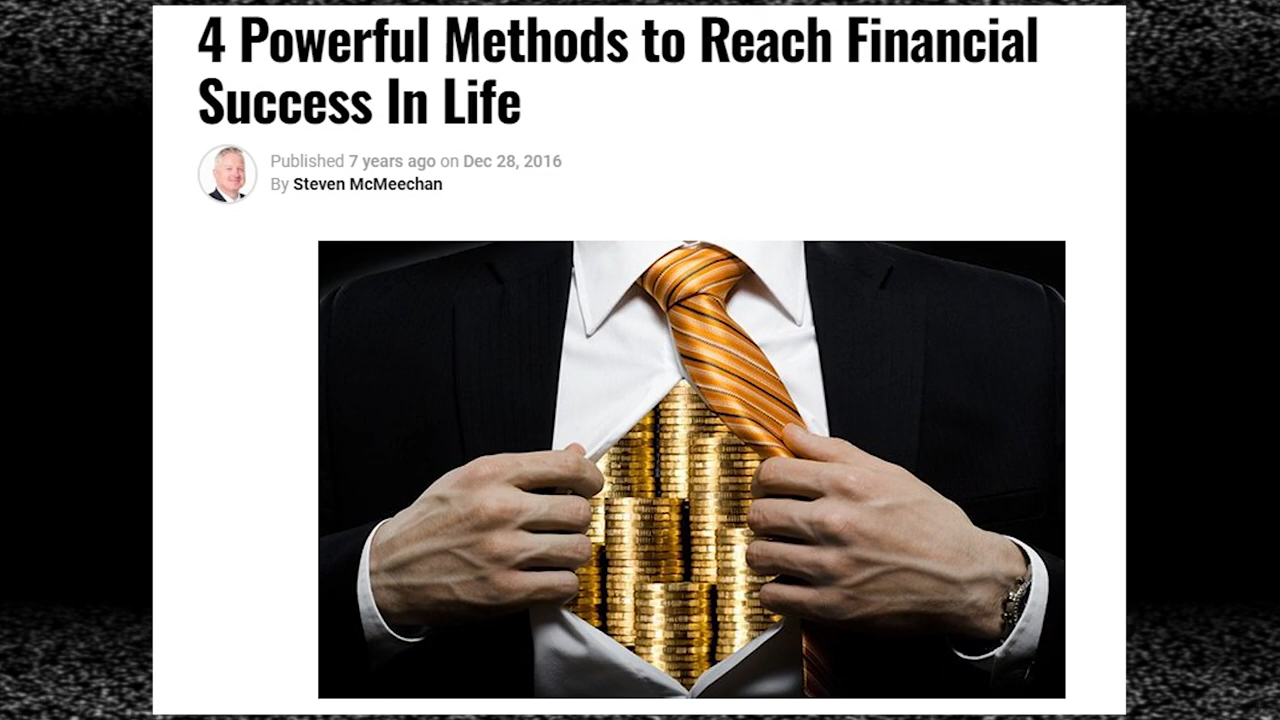 4 Powerful Methods to Reach Financial
Success In Life
Published 7 years ago on Dec 28, 2016
By Steven McMeechan